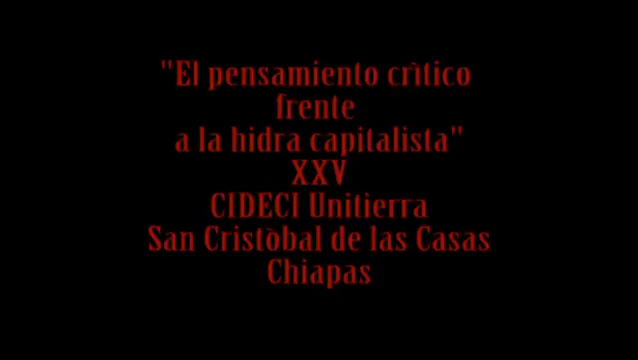 "El pensamiento crìtico
frente
a la hidra capitalista"
XXV
CIDECI Unitierra
San Cristòbal de las Casas
Chiapas